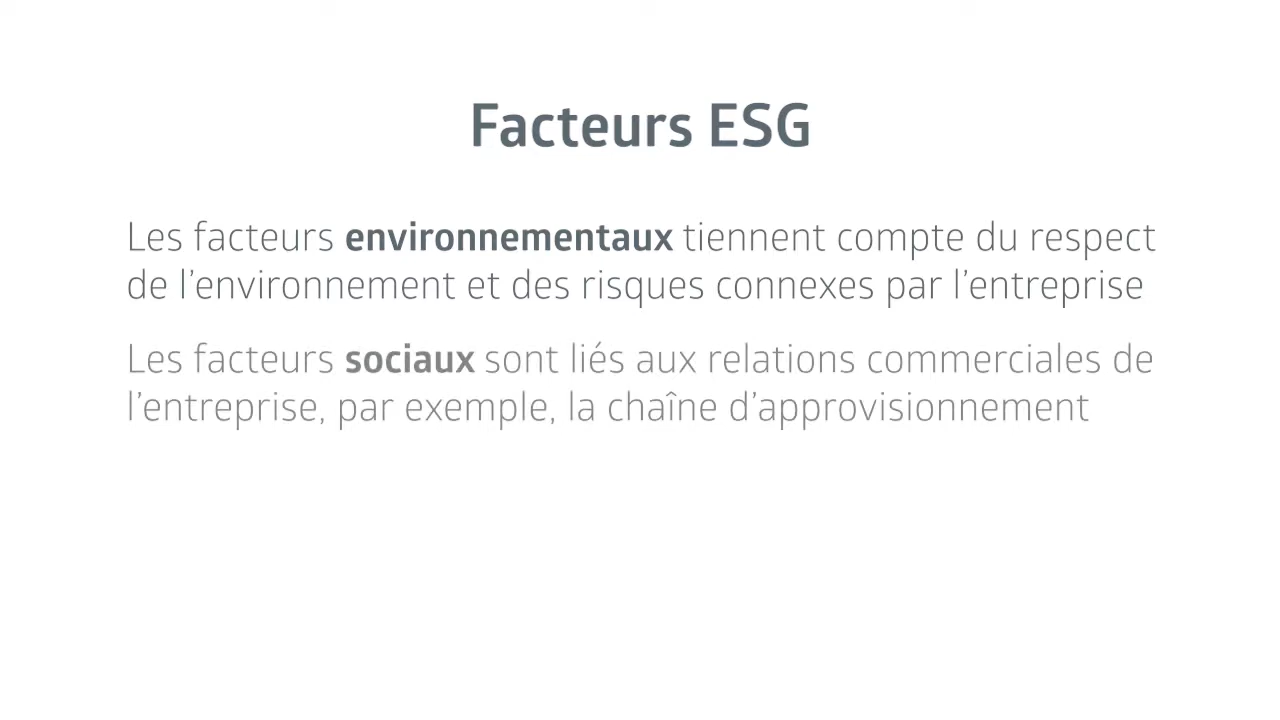 Facteurs ESG
Les facteurs environnementaux tiennent compte du respect
de l’environnement et des risques connexes par l’entreprise
Les facteurs sociaux sont liés aux relations commerciales de
l’entreprise, par exemple, la chaîne d’approvisionnement